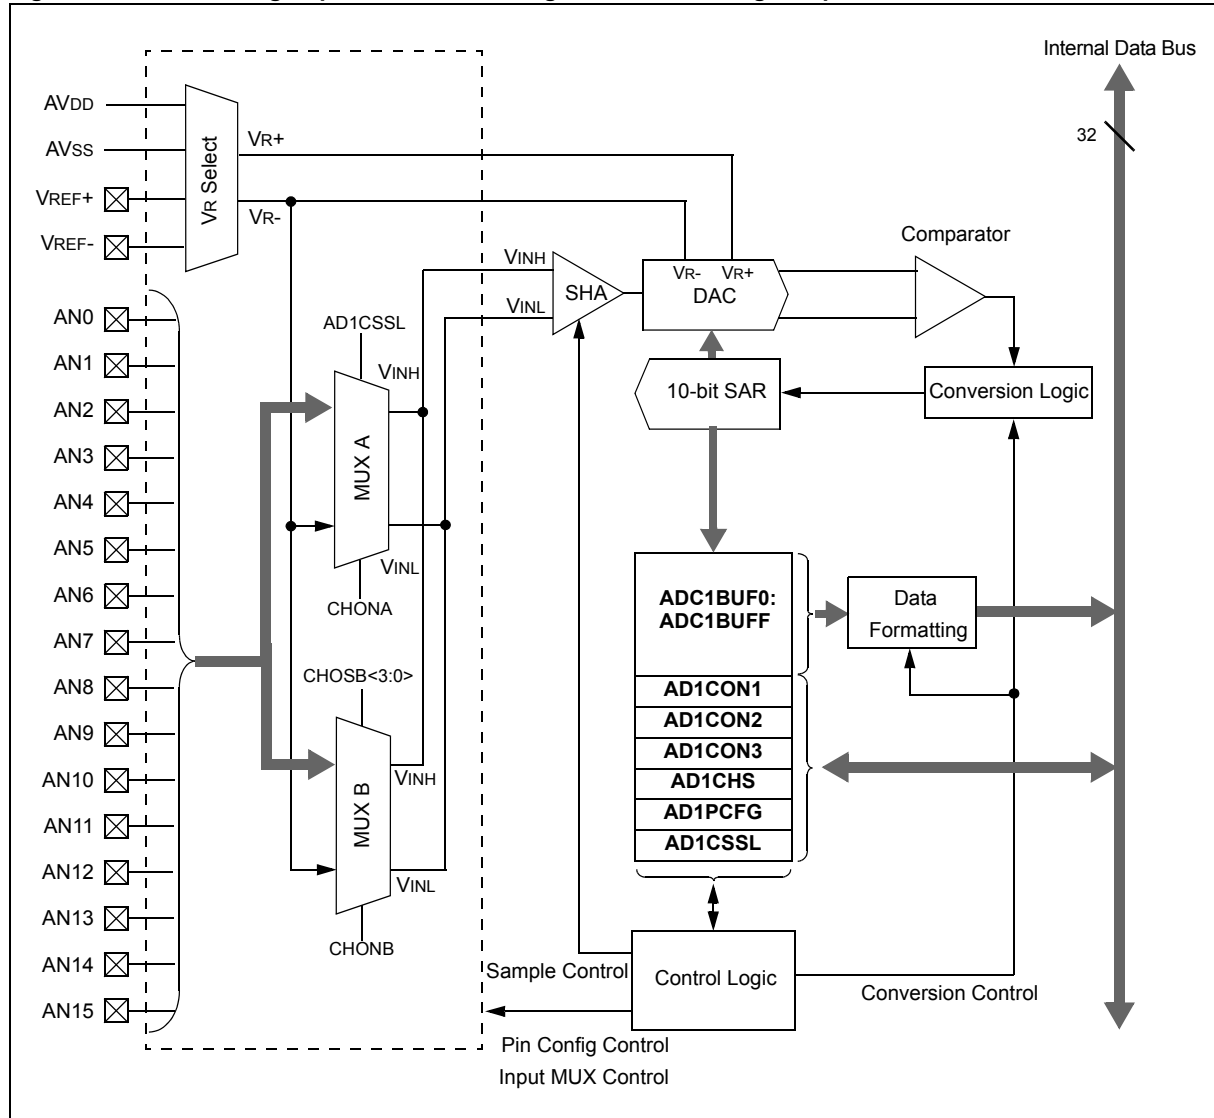 Internal Data Bus
32
AVDD
AVSS
VREF+
VREF-
VR Select
VR+
VR-
AN0
AN1
AN2
AN3
AN4
AN5
AN6
AN7
AN8
AN9
AN10
AN11
AN12
AN13
AN14
AN15
AD1CSSL
VINH
MUX A
VINL
CHONA
CHOSB<3:0>
VINH
MUX B
VINL
CHONB
VINH
VINL
SHA
VR- VR+
DAC
Comparator
10-bit SAR
Conversion Logic
ADC1BUF0:
ADC1BUFF
Data
Formatting
AD1CON1
AD1CON2
AD1CON3
AD1CHS
AD1PCFG
AD1CSSL
Sample Control
Control Logic
Conversion Control
Pin Config Control
Input MUX Control